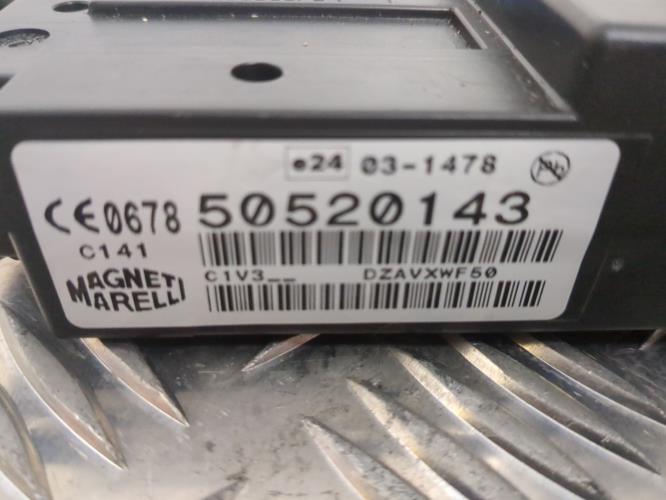 e24 03-1478
CE0678 50520143
C141
C1V3__ DZAVXWF50
MAGNETI
MARELLI